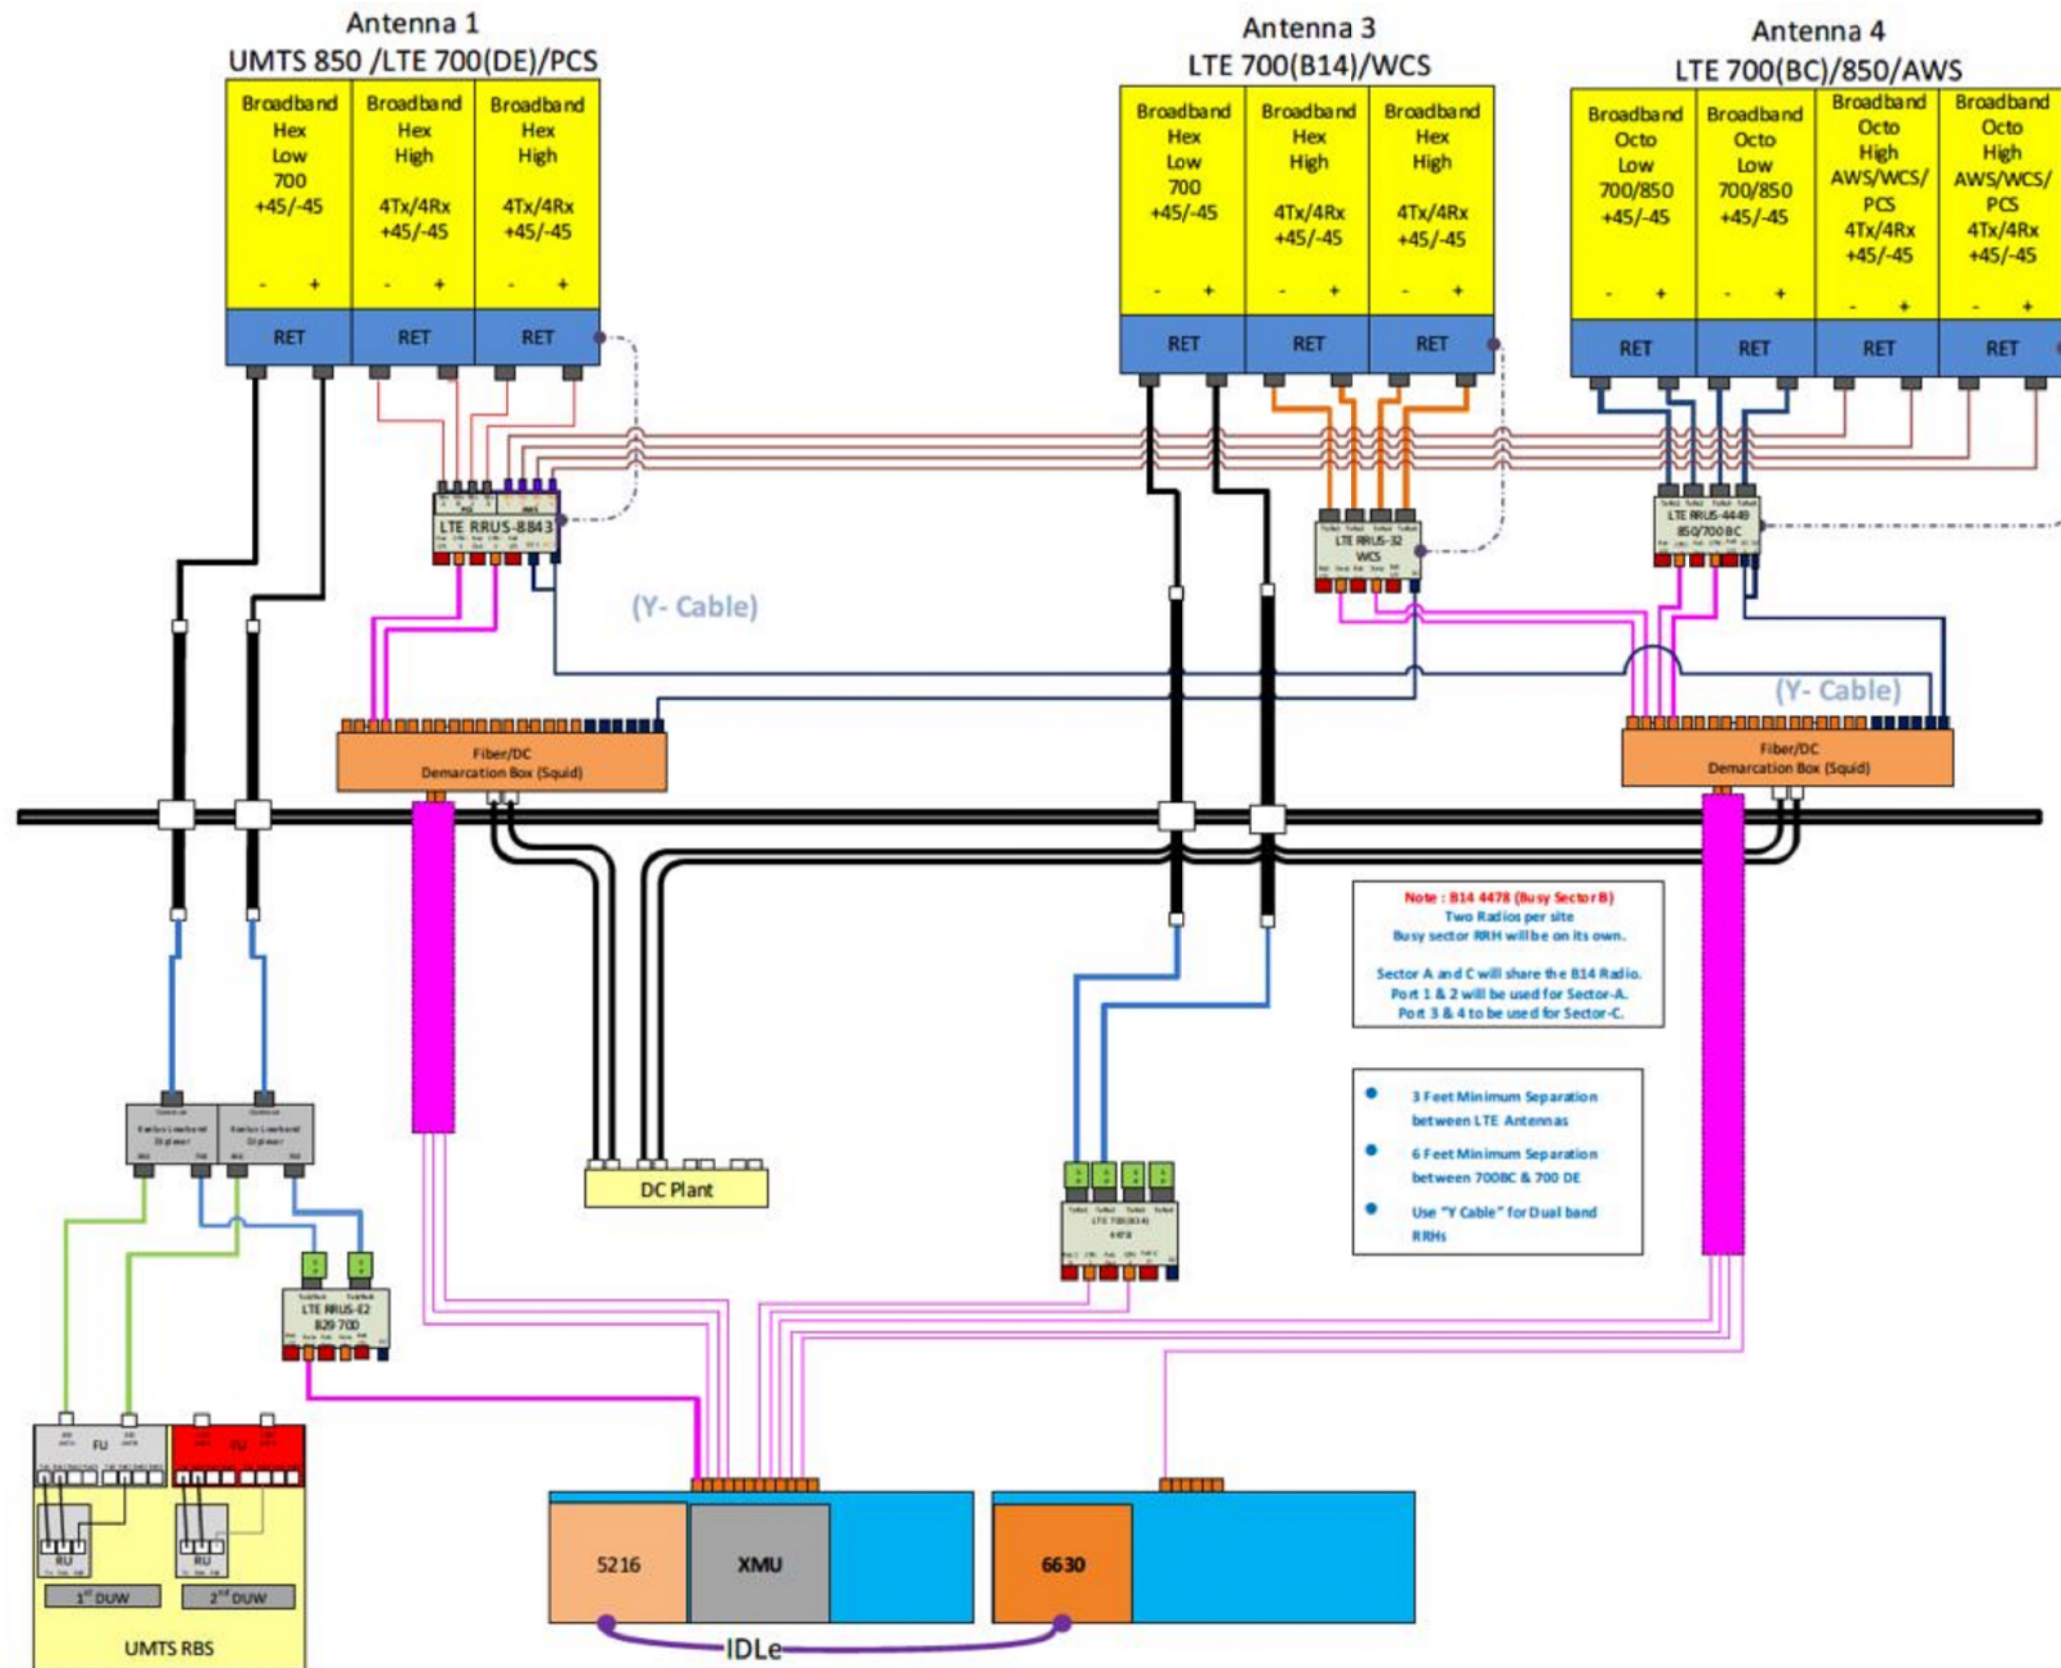 Antenna 1
UMTS 850 /LTE 700(DE)/PCS
Antenna 3
LTE 700(B14)/WCS
Antenna 4
LTE 700(BC)/850/AWS
Broadband
Hex
Low
700
+45/-45
- +
Broadband
Hex
High
4Tx/4Rx
+45/-45
- +
Broadband
Hex
High
4Tx/4Rx
+45/-45
- +
RET
RET
RET
Broadband
Hex
Low
700
+45/-45
- +
Broadband
Hex
High
4Tx/4Rx
+45/-45
- +
Broadband
Hex
High
4Tx/4Rx
+45/-45
- +
RET
RET
RET
Broadband
Octo
Low
700/850
+45/-45
- +
Broadband
Octo
Low
700/850
+45/-45
- +
Broadband
Octo
High
AWS/WCS/
PCS
4Tx/4Rx
+45/-45
- +
Broadband
Octo
High
AWS/WCS/
PCS
4Tx/4Rx
+45/-45
- +
RET
RET
RET
RET
AWS
LTE RRUS-8843
LTE RRUS-32
WCS
LTE RRUS-4449
850/700 BC
(Y- Cable)
(Y- Cable)
Fiber/DC
Demarcation Box (Squid)
Fiber/DC
Demarcation Box (Squid)
Note : B14 4478 (Busy Sector B)
Two Radios per site
Busy sector RRH will be on its own.
Sector A and C will share the B14 Radio.
Port 1 & 2 will be used for Sector-A.
Port 3 & 4 to be used for Sector-C.
3 Feet Minimum Separation
between LTE Antennas
6 Feet Minimum Separation
between 700BC & 700 DE
Use "Y Cable" for Dual band
RRHs
DC Plant
LTE 700(B14)
4478
LTE RRUS-E2
B29 700
FU
FU
RU
RU
1st DUW
2nd DUW
UMTS RBS
5216
XMU
6630
IDLe